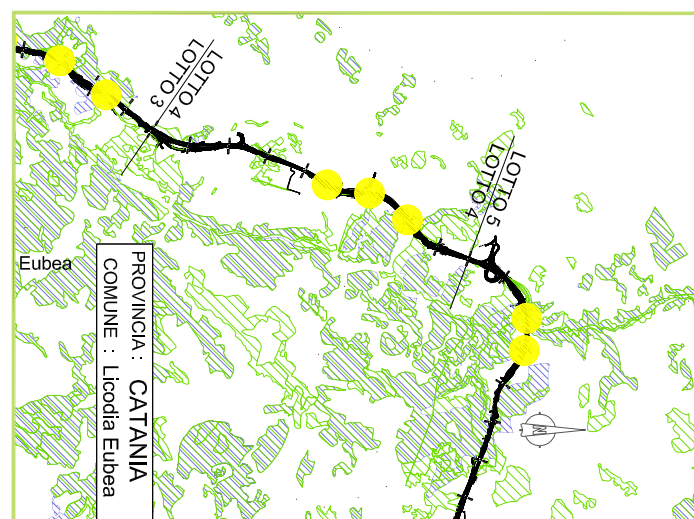 LOTTO 4
LOTTO 3
LOTTO 5
LOTTO 4
Eubea
PROVINCIA : CATANIA
COMUNE : Licodia Eubea
N